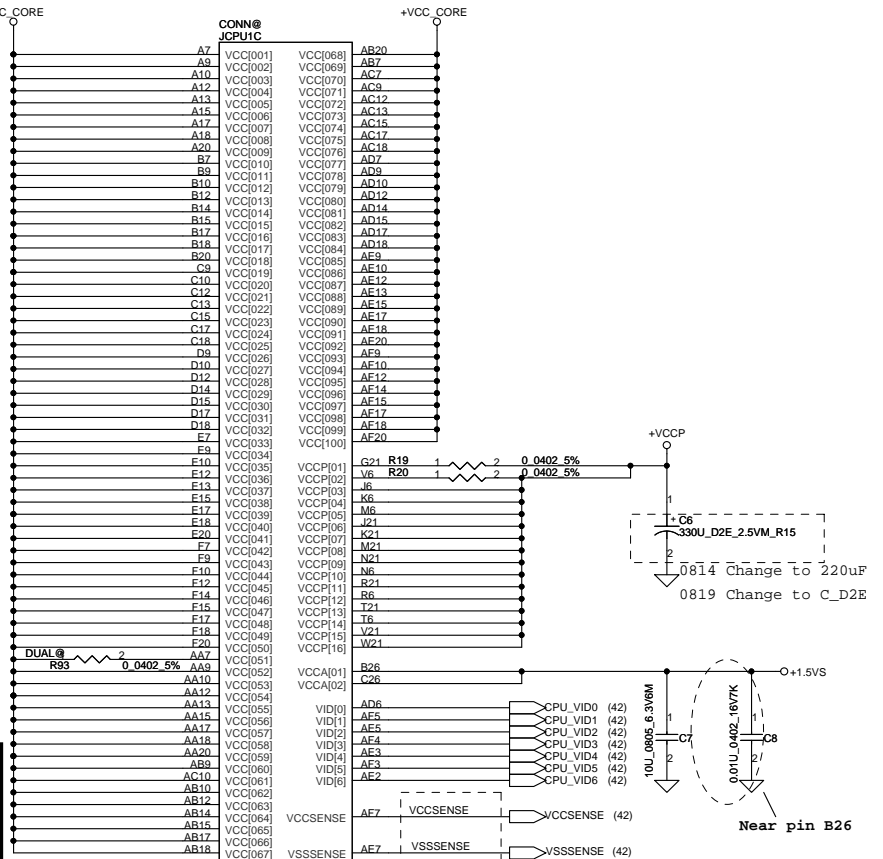 C_CORE +VCC_CORE
CONN@
JCPU1C
A7 VCC[001] VCC[068] AB20
A9 VCC[002] VCC[069] AB7
A10 VCC[003] VCC[070] AC7
A12 VCC[004] VCC[071] AC9
A13 VCC[005] VCC[072] AC12
A15 VCC[006] VCC[073] AC13
A17 VCC[007] VCC[074] AC15
A18 VCC[008] VCC[075] AC17
A20 VCC[009] VCC[076] AC18
B7 VCC[010] VCC[077] AD7
B9 VCC[011] VCC[078] AD9
B10 VCC[012] VCC[079] AD10
B12 VCC[013] VCC[080] AD12
B14 VCC[014] VCC[081] AD14
B15 VCC[015] VCC[082] AD15
B17 VCC[016] VCC[083] AD17
B18 VCC[017] VCC[084] AD18
B20 VCC[018] VCC[085] AE9
C9 VCC[019] VCC[086] AE10
C10 VCC[020] VCC[087] AE12
C12 VCC[021] VCC[088] AE13
C13 VCC[022] VCC[089] AE15
C15 VCC[023] VCC[090] AE17
C17 VCC[024] VCC[091] AE18
C18 VCC[025] VCC[092] AE20
D9 VCC[026] VCC[093] AF9
D10 VCC[027] VCC[094] AF10
D12 VCC[028] VCC[095] AF12
D14 VCC[029] VCC[096] AF14
D15 VCC[030] VCC[097] AF15
D17 VCC[031] VCC[098] AF17
D18 VCC[032] VCC[099] AF18
E7 VCC[033] VCC[100] AF20
E9 VCC[034]
+VCCP
E10 VCC[035] VCCP[01] G21 R19 1 2 0_0402_5%
E12 VCC[036] VCCP[02] V6 R20 1 2 0_0402_5%
E13 VCC[037] VCCP[03] J6
E15 VCC[038] VCCP[04] K6
E17 VCC[039] VCCP[05] M6
E18 VCC[040] VCCP[06] J21
E20 VCC[041] VCCP[07] K21
F7 VCC[042] VCCP[08] M21
F9 VCC[043] VCCP[09] N21
F10 VCC[044] VCCP[10] N6
F12 VCC[045] VCCP[11] R21
F14 VCC[046] VCCP[12] R6
F15 VCC[047] VCCP[13] T21
F17 VCC[048] VCCP[14] T6
F18 VCC[049] VCCP[15] V21
F20 VCC[050] VCCP[16] W21
1
+ C6
330U_D2E_2.5VM_R15
2
0814 Change to 220uF
0819 Change to C_D2E
DUAL@ R93 2 0_0402_5%
AA7 VCC[051]
AA9 VCC[052] VCCA[01] B26 +1.5VS
AA10 VCC[053] VCCA[02] C26
AA12 VCC[054]
AA13 VCC[055] VID[0] AD6 CPU_VID0 (42)
AA15 VCC[056] VID[1] AF5 CPU_VID1 (42)
AA17 VCC[057] VID[2] AE5 CPU_VID2 (42)
AA18 VCC[058] VID[3] AF4 CPU_VID3 (42)
AA20 VCC[059] VID[4] AE3 CPU_VID4 (42)
AB9 VCC[060] VID[5] AF3 CPU_VID5 (42)
AC10 VCC[061] VID[6] AE2 CPU_VID6 (42)
AB10 VCC[062]
AB12 VCC[063]
AB14 VCC[064] VCCSENSE AF7 VCCSENSE VCCSENSE (42)
AB15 VCC[065]
AB17 VCC[066]
AB18 VCC[067] VSSSENSE AE7 VSSSENSE VSSSENSE (42)
10U_0805_6.3V6M 1 2 C7
0.01U_0402_16V7K 1 2 C8
Near pin B26